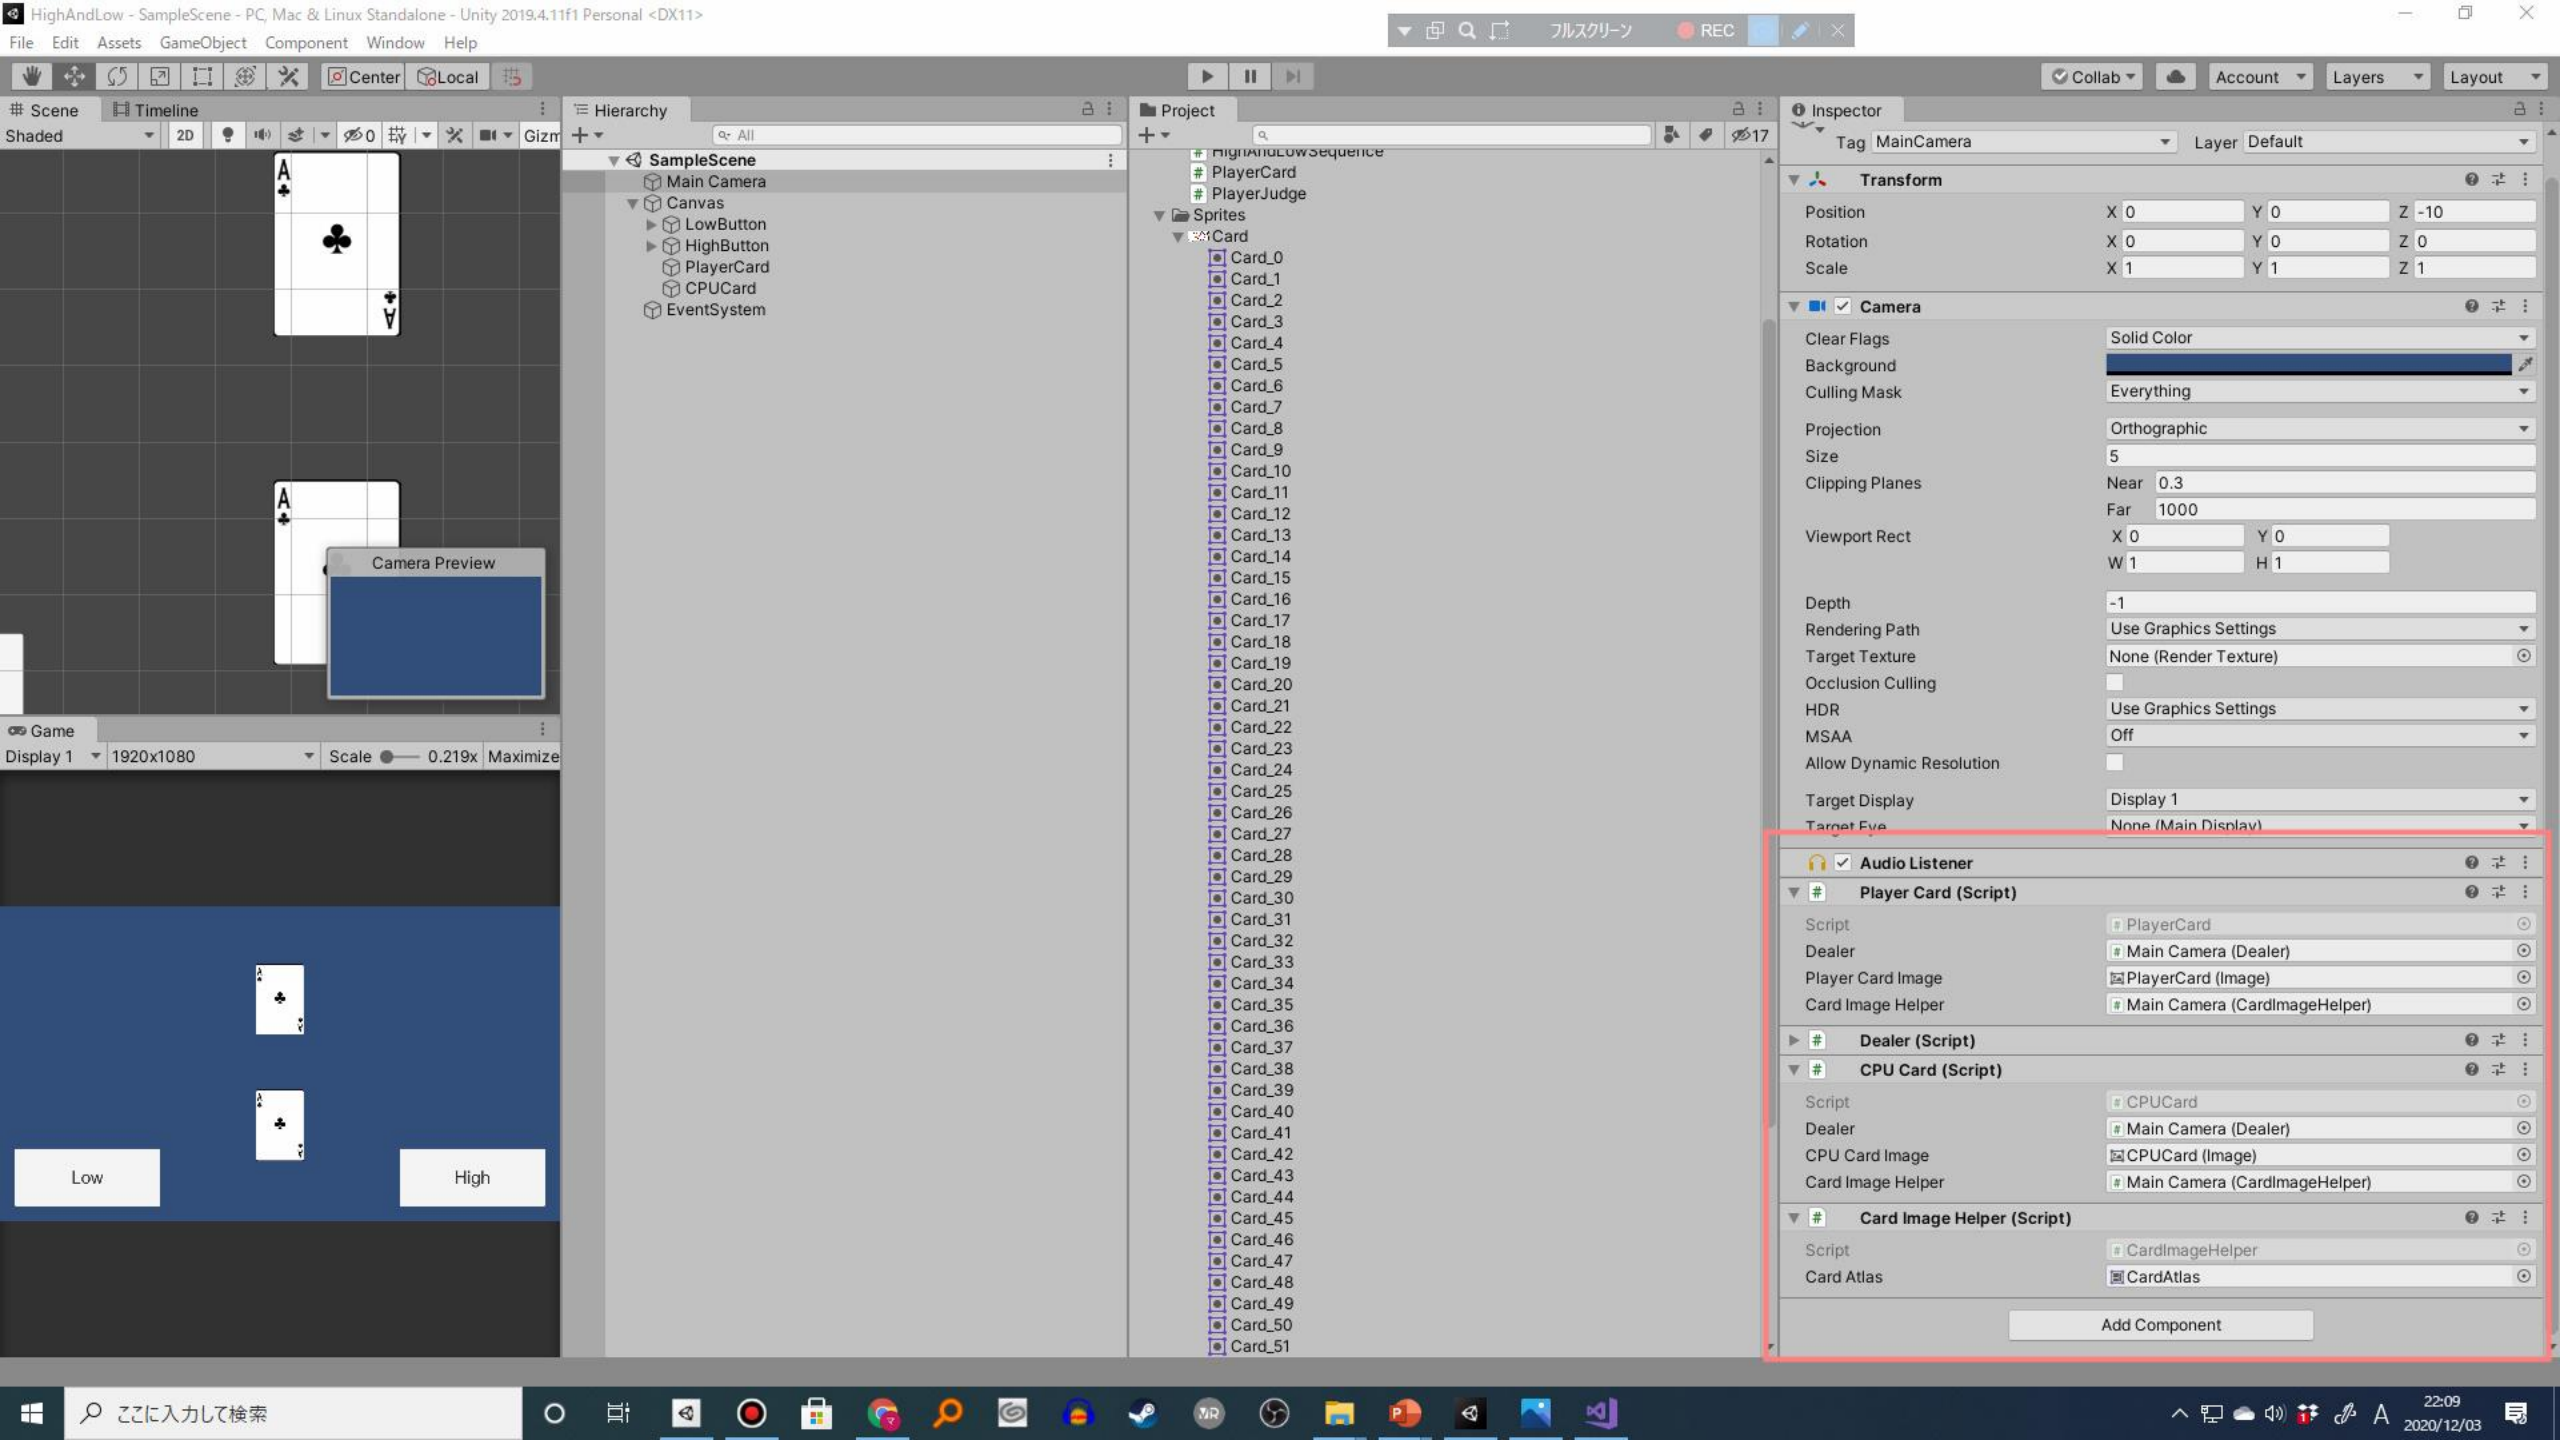 HighAndLow - SampleScene - PC, Mac & Linux Standalone - Unity 2019.4.11f1 Personal <DX11>
フルスクリーン
REC
File Edit Assets GameObject Component Window Help
Center
Local
Collab
Account
Layers
Layout
Scene
Timeline
Shaded
2D
0
Gizm
A
A
A
Camera Preview
Game
Display 1
1920x1080
Scale
0.219x
Maximize
Low
High
Hierarchy
All
SampleScene
Main Camera
Canvas
LowButton
HighButton
PlayerCard
CPUCard
EventSystem
Project
17
HighAndLowSequence
PlayerCard
PlayerJudge
Sprites
Card
Card_0
Card_1
Card_2
Card_3
Card_4
Card_5
Card_6
Card_7
Card_8
Card_9
Card_10
Card_11
Card_12
Card_13
Card_14
Card_15
Card_16
Card_17
Card_18
Card_19
Card_20
Card_21
Card_22
Card_23
Card_24
Card_25
Card_26
Card_27
Card_28
Card_29
Card_30
Card_31
Card_32
Card_33
Card_34
Card_35
Card_36
Card_37
Card_38
Card_39
Card_40
Card_41
Card_42
Card_43
Card_44
Card_45
Card_46
Card_47
Card_48
Card_49
Card_50
Card_51
Inspector
Tag MainCamera Layer Default
Transform
Position X 0 Y 0 Z -10
Rotation X 0 Y 0 Z 0
Scale X 1 Y 1 Z 1
Camera
Clear Flags Solid Color
Background
Culling Mask Everything
Projection Orthographic
Size 5
Clipping Planes Near 0.3
Far 1000
Viewport Rect X 0 Y 0
W 1 H 1
Depth -1
Rendering Path Use Graphics Settings
Target Texture None (Render Texture)
Occlusion Culling
HDR Use Graphics Settings
MSAA Off
Allow Dynamic Resolution
Target Display Display 1
Target Eye None (Main Display)
Audio Listener
Player Card (Script)
Script PlayerCard
Dealer Main Camera (Dealer)
Player Card Image PlayerCard (Image)
Card Image Helper Main Camera (CardImageHelper)
Dealer (Script)
CPU Card (Script)
Script CPUCard
Dealer Main Camera (Dealer)
CPU Card Image CPUCard (Image)
Card Image Helper Main Camera (CardImageHelper)
Card Image Helper (Script)
Script CardImageHelper
Card Atlas CardAtlas
Add Component
ここに入力して検索
A
22:09
2020/12/03